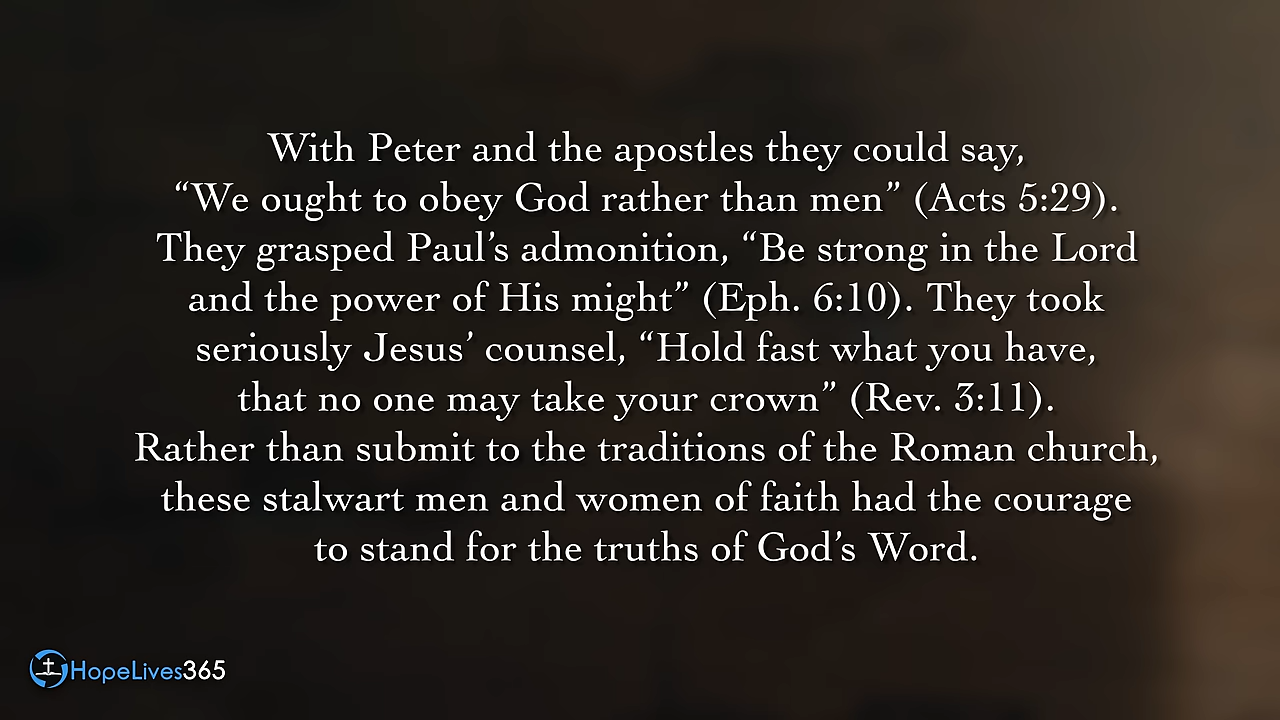 With Peter and the apostles they could say,
“We ought to obey God rather than men” (Acts 5:29).
They grasped Paul’s admonition, “Be strong in the Lord
and the power of His might” (Eph. 6:10). They took
seriously Jesus’ counsel, “Hold fast what you have,
that no one may take your crown” (Rev. 3:11).
Rather than submit to the traditions of the Roman church,
these stalwart men and women of faith had the courage
to stand for the truths of God’s Word.
HopeLives365